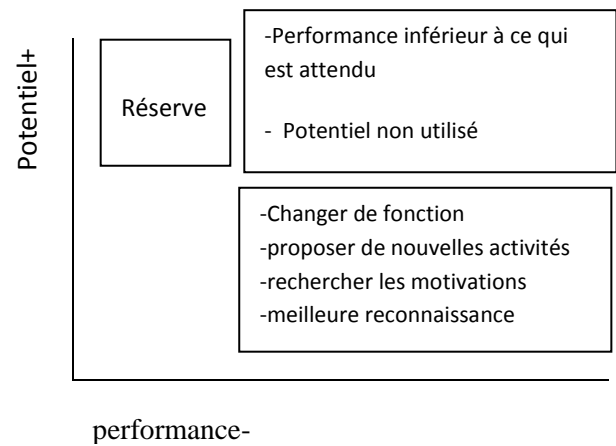 Potentiel+
Réserve
-Performance inférieur à ce qui
est attendu
- Potentiel non utilisé
-Changer de fonction
-proposer de nouvelles activités
-rechercher les motivations
-meilleure reconnaissance
performance-